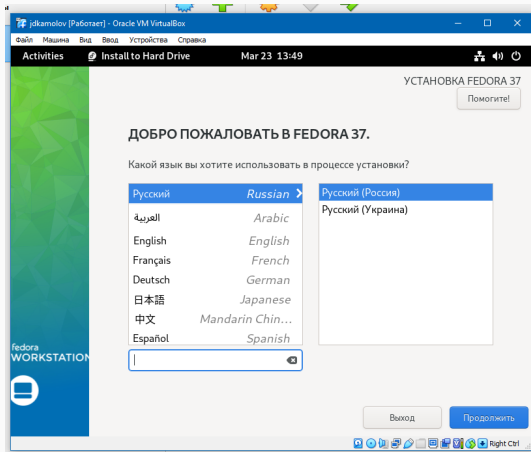 jdkamolov [Работает] - Oracle VM VirtualBox
Файл Машина Вид Ввод Устройства Справка
Activities Install to Hard Drive Mar 23 13:49
УСТАНОВКА FEDORA 37
Помогите!
ДОБРО ПОЖАЛОВАТЬ В FEDORA 37.
Какой язык вы хотите использовать в процессе установки?
Русский Russian Русский (Россия)
العربية Arabic Русский (Украина)
English English
Français French
Deutsch German
日本語 Japanese
中文 Mandarin Chin...
Español Spanish
fedora
WORKSTATION
Выход Продолжить
Right Ctrl